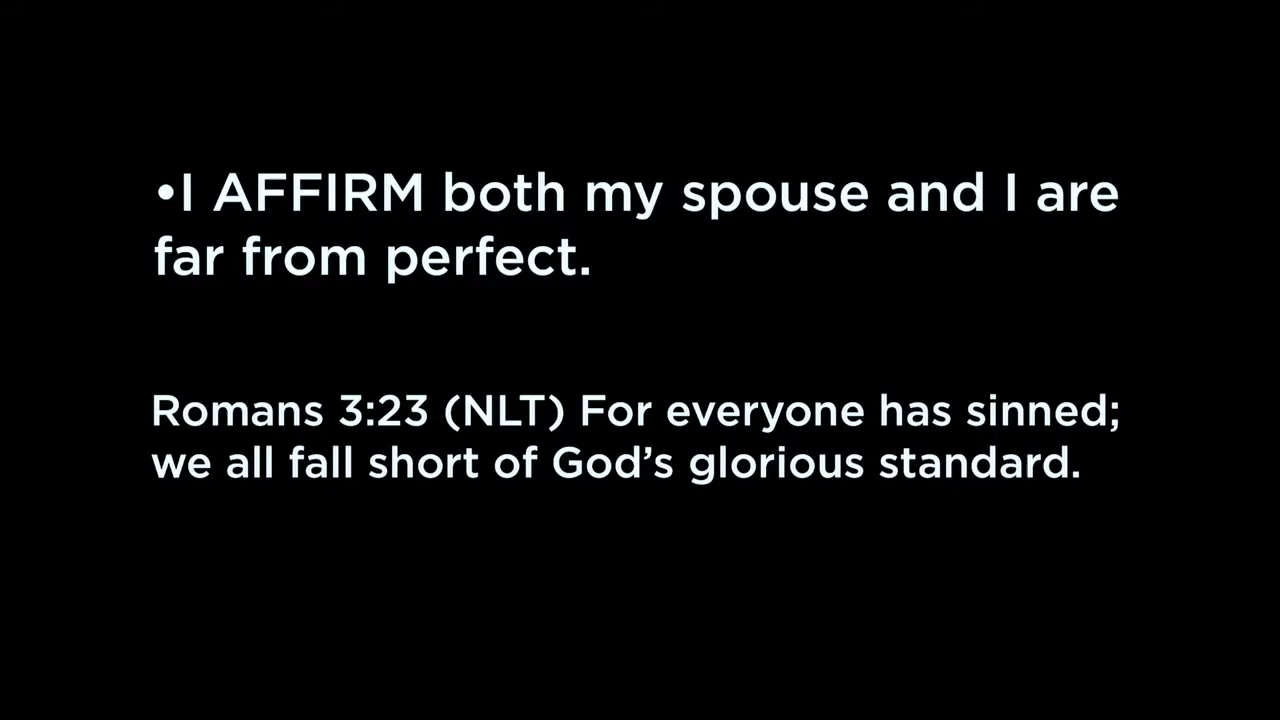 •I AFFIRM both my spouse and I are
far from perfect.
Romans 3:23 (NLT) For everyone has sinned;
we all fall short of God’s glorious standard.